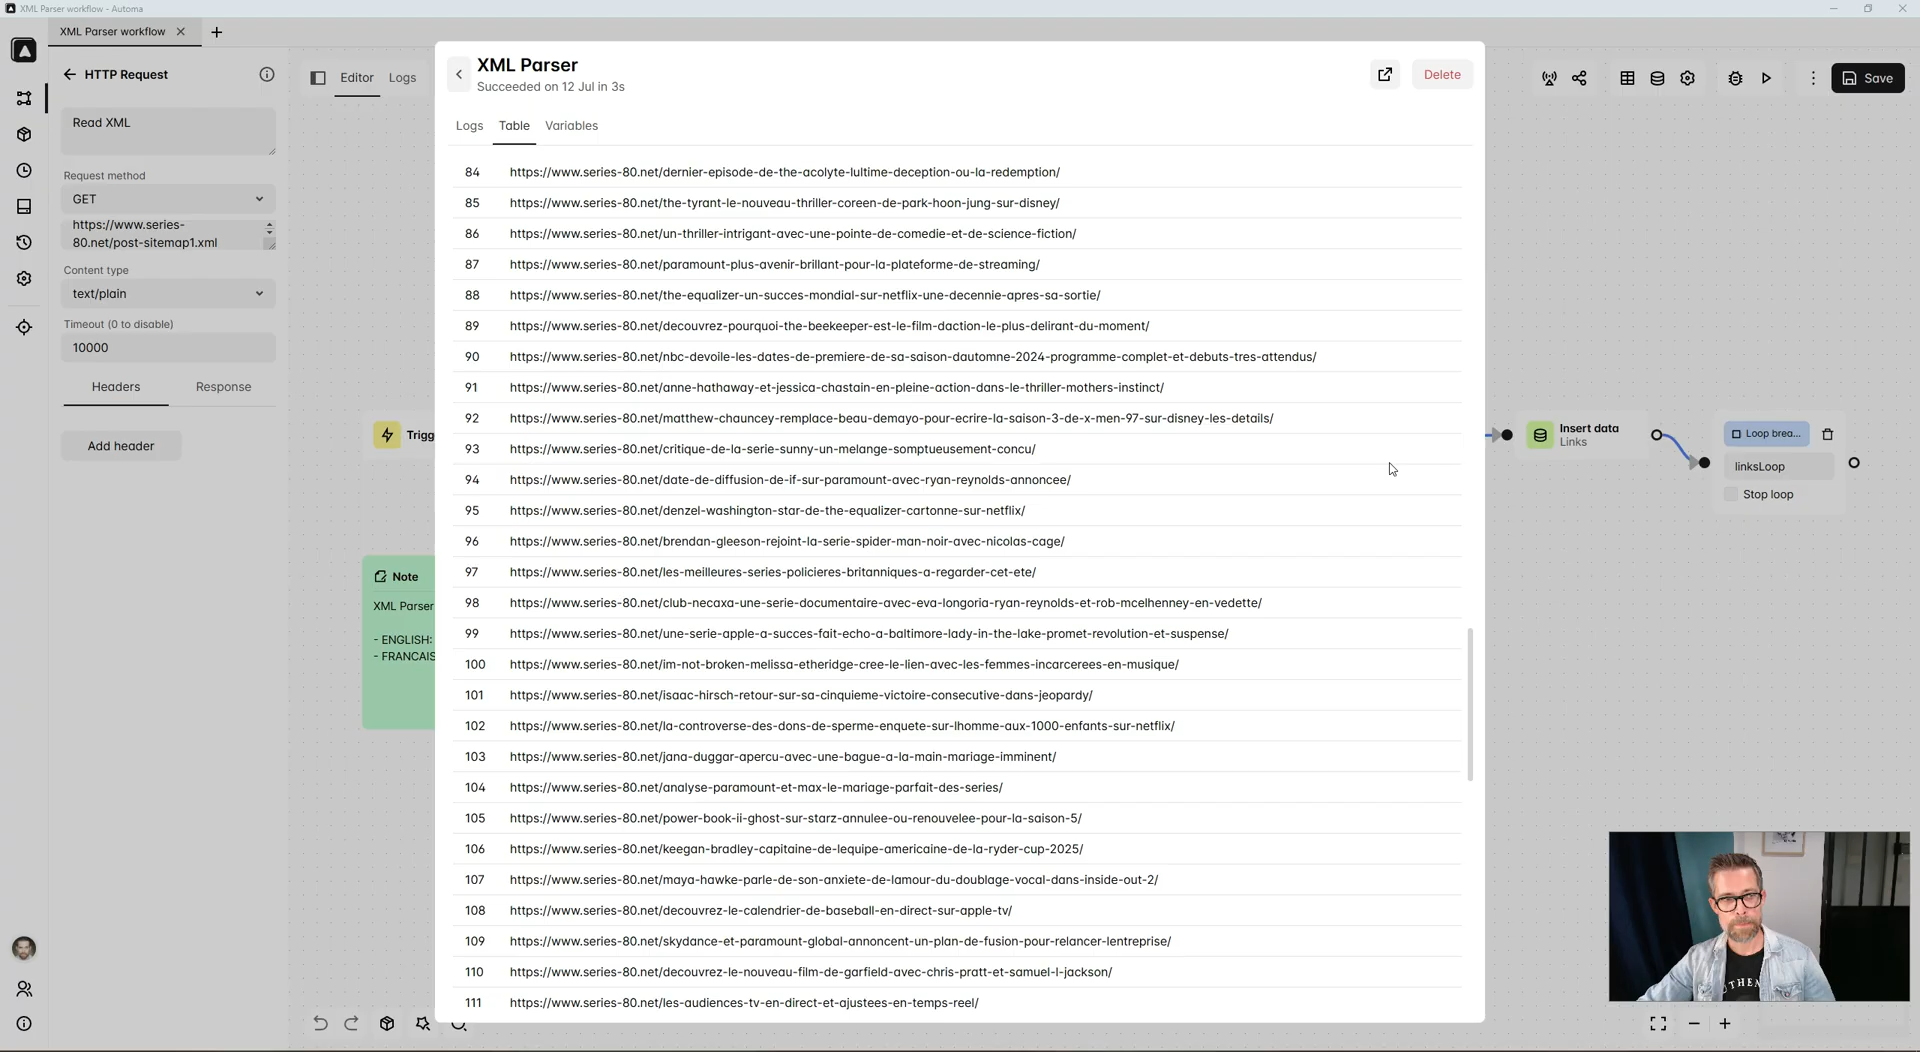 XML Parser workflow - Automa
XML Parser workflow
HTTP Request
Read XML
Request method
GET
https://www.series-
80.net/post-sitemap1.xml
Content type
text/plain
Timeout (0 to disable)
10000
Headers
Response
Add header
Editor
Logs
Save
Trigg
Note
XML Parser
- ENGLISH:
- FRANCAIS
XML Parser
Succeeded on 12 Jul in 3s
Delete
Logs
Table
Variables
84 https://www.series-80.net/dernier-episode-de-the-acolyte-lultime-deception-ou-la-redemption/
85 https://www.series-80.net/the-tyrant-le-nouveau-thriller-coreen-de-park-hoon-jung-sur-disney/
86 https://www.series-80.net/un-thriller-intrigant-avec-une-pointe-de-comedie-et-de-science-fiction/
87 https://www.series-80.net/paramount-plus-avenir-brillant-pour-la-plateforme-de-streaming/
88 https://www.series-80.net/the-equalizer-un-succes-mondial-sur-netflix-une-decennie-apres-sa-sortie/
89 https://www.series-80.net/decouvrez-pourquoi-the-beekeeper-est-le-film-daction-le-plus-delirant-du-moment/
90 https://www.series-80.net/nbc-devoile-les-dates-de-premiere-de-sa-saison-dautomne-2024-programme-complet-et-debuts-tres-attendus/
91 https://www.series-80.net/anne-hathaway-et-jessica-chastain-en-pleine-action-dans-le-thriller-mothers-instinct/
92 https://www.series-80.net/matthew-chauncey-remplace-beau-demayo-pour-ecrire-la-saison-3-de-x-men-97-sur-disney-les-details/
93 https://www.series-80.net/critique-de-la-serie-sunny-un-melange-somptueusement-concu/
94 https://www.series-80.net/date-de-diffusion-de-if-sur-paramount-avec-ryan-reynolds-annoncee/
95 https://www.series-80.net/denzel-washington-star-de-the-equalizer-cartonne-sur-netflix/
96 https://www.series-80.net/brendan-gleeson-rejoint-la-serie-spider-man-noir-avec-nicolas-cage/
97 https://www.series-80.net/les-meilleures-series-policieres-britanniques-a-regarder-cet-ete/
98 https://www.series-80.net/club-necaxa-une-serie-documentaire-avec-eva-longoria-ryan-reynolds-et-rob-mcelhenney-en-vedette/
99 https://www.series-80.net/une-serie-apple-a-succes-fait-echo-a-baltimore-lady-in-the-lake-promet-revolution-et-suspense/
100 https://www.series-80.net/im-not-broken-melissa-etheridge-cree-le-lien-avec-les-femmes-incarcerees-en-musique/
101 https://www.series-80.net/isaac-hirsch-retour-sur-sa-cinquieme-victoire-consecutive-dans-jeopardy/
102 https://www.series-80.net/la-controverse-des-dons-de-sperme-enquete-sur-lhomme-aux-1000-enfants-sur-netflix/
103 https://www.series-80.net/jana-duggar-apercu-avec-une-bague-a-la-main-mariage-imminent/
104 https://www.series-80.net/analyse-paramount-et-max-le-mariage-parfait-des-series/
105 https://www.series-80.net/power-book-ii-ghost-sur-starz-annulee-ou-renouvelee-pour-la-saison-5/
106 https://www.series-80.net/keegan-bradley-capitaine-de-lequipe-americaine-de-la-ryder-cup-2025/
107 https://www.series-80.net/maya-hawke-parle-de-son-anxiete-de-lamour-du-doublage-vocal-dans-inside-out-2/
108 https://www.series-80.net/decouvrez-le-calendrier-de-baseball-en-direct-sur-apple-tv/
109 https://www.series-80.net/skydance-et-paramount-global-annoncent-un-plan-de-fusion-pour-relancer-lentreprise/
110 https://www.series-80.net/decouvrez-le-nouveau-film-de-garfield-avec-chris-pratt-et-samuel-l-jackson/
111 https://www.series-80.net/les-audiences-tv-en-direct-et-ajustees-en-temps-reel/
Insert data
Links
Loop brea...
linksLoop
Stop loop
THEM